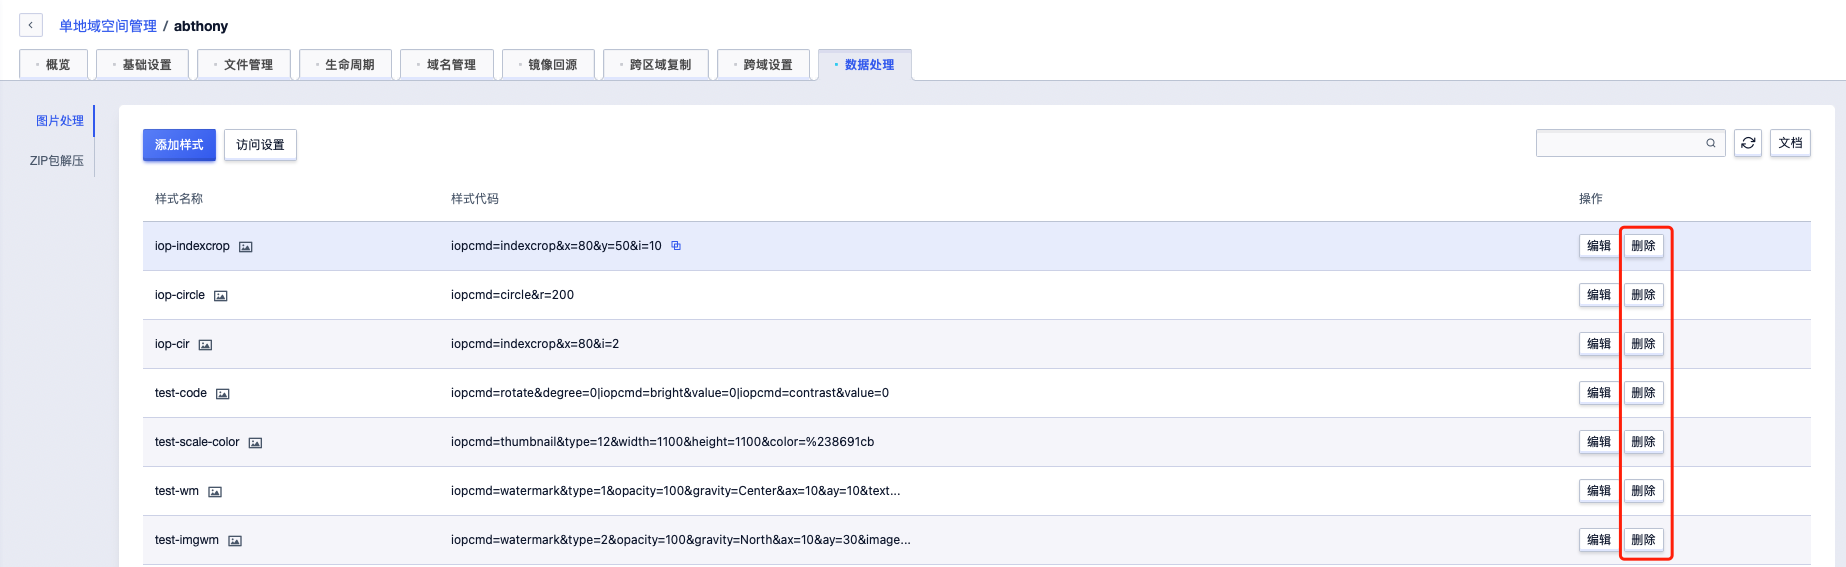 单地域空间管理 / abthony
概览 基础设置 文件管理 生命周期 域名管理 镜像回源 跨区域复制 跨域设置 数据处理
图片处理
ZIP包解压
添加样式 访问设置 文档
样式名称 样式代码 操作
iop-indexcrop iopcmd=indexcrop&x=80&y=50&i=10 编辑 删除
iop-circle iopcmd=circle&r=200 编辑 删除
iop-cir iopcmd=indexcrop&x=80&i=2 编辑 删除
test-code iopcmd=rotate&degree=0|iopcmd=bright&value=0|iopcmd=contrast&value=0 编辑 删除
test-scale-color iopcmd=thumbnail&type=12&width=1100&height=1100&color=%238691cb 编辑 删除
test-wm iopcmd=watermark&type=1&opacity=100&gravity=Center&ax=10&ay=10&text... 编辑 删除
test-imgwm iopcmd=watermark&type=2&opacity=100&gravity=North&ax=10&ay=30&image... 编辑 删除